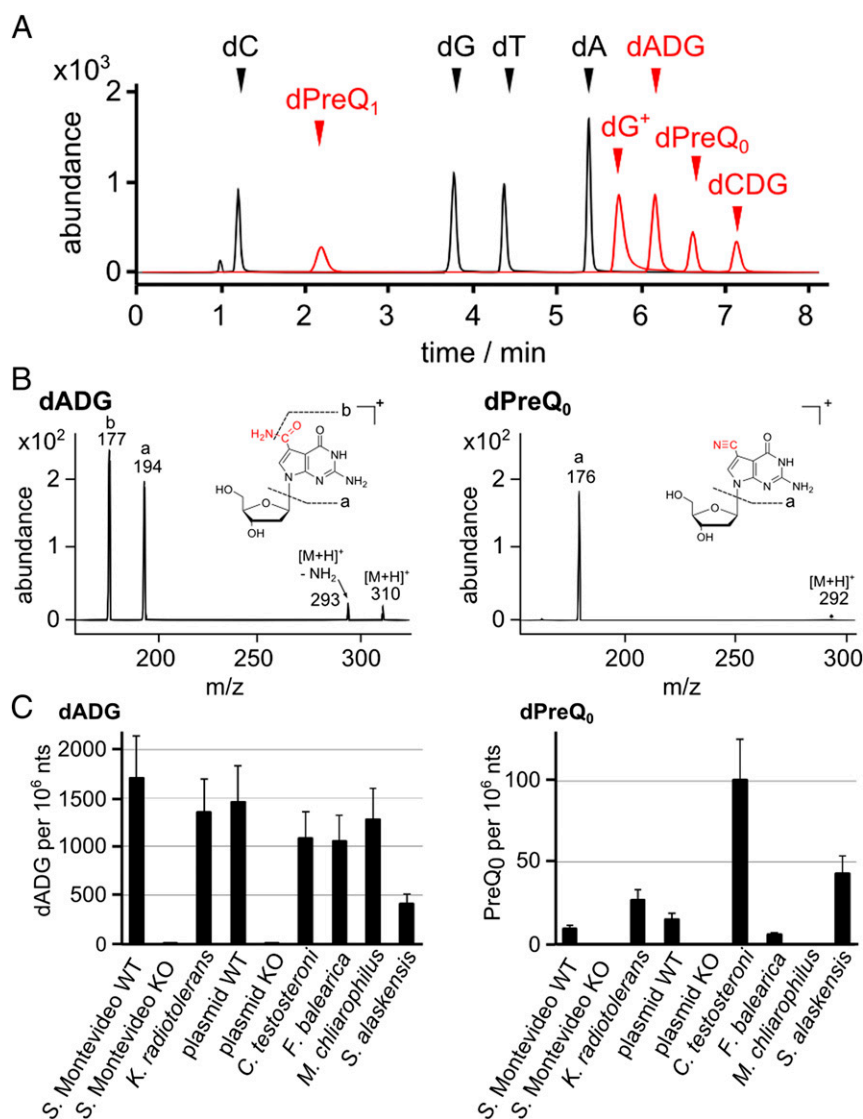 A
dC
dG
dT
dA
dADG
x10³
dPreQ₁
dG⁺
dPreQ₀
dCDG
abundance
2
1
0
0 1 2 3 4 5 6 7 8
time / min
B
dADG
b
177
a
194
x10²
abundance
2
1
0
H₂N
C
O
b
+
O
NH
N
N
NH₂
a
HO
O
OH
[M+H]⁺
- NH₂
293
[M+H]⁺
310
200 300
m/z
dPreQ₀
a
176
x10²
abundance
2
1
0
N≡C
+
O
NH
N
N
NH₂
a
HO
O
OH
[M+H]⁺
292
200 250 300
m/z
C
dADG
dADG per 10⁶ nts
2000
1500
1000
500
0
S. Montevideo WT
S. Montevideo KO
K. radiotolerans
plasmid WT
plasmid KO
C. testosteroni
F. balearica
M. chliarophilus
S. alaskensis
dPreQ₀
PreQ₀ per 10⁶ nts
100
50
0
S. Montevideo WT
S. Montevideo KO
K. radiotolerans
plasmid WT
plasmid KO
C. testosteroni
F. balearica
M. chliarophilus
S. alaskensis